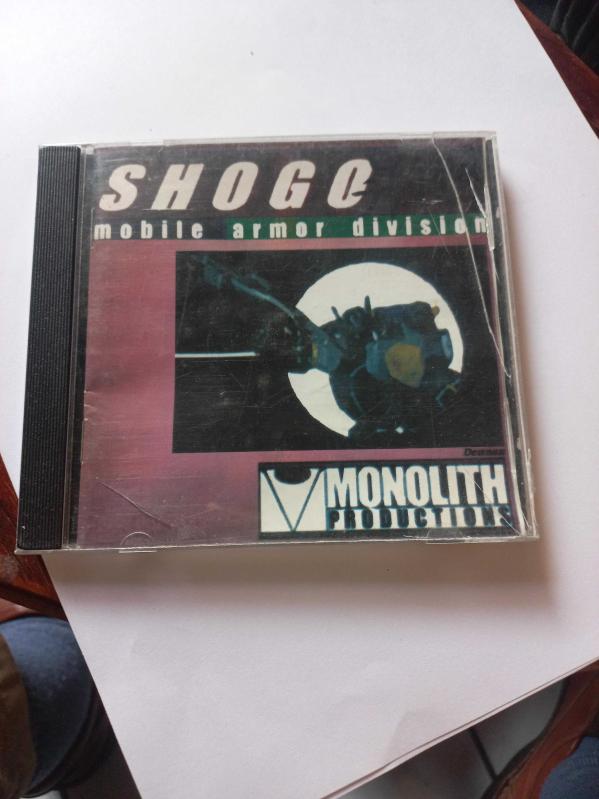 SHOGO
mobile armor division
MONOLITH
PRODUCTIONS